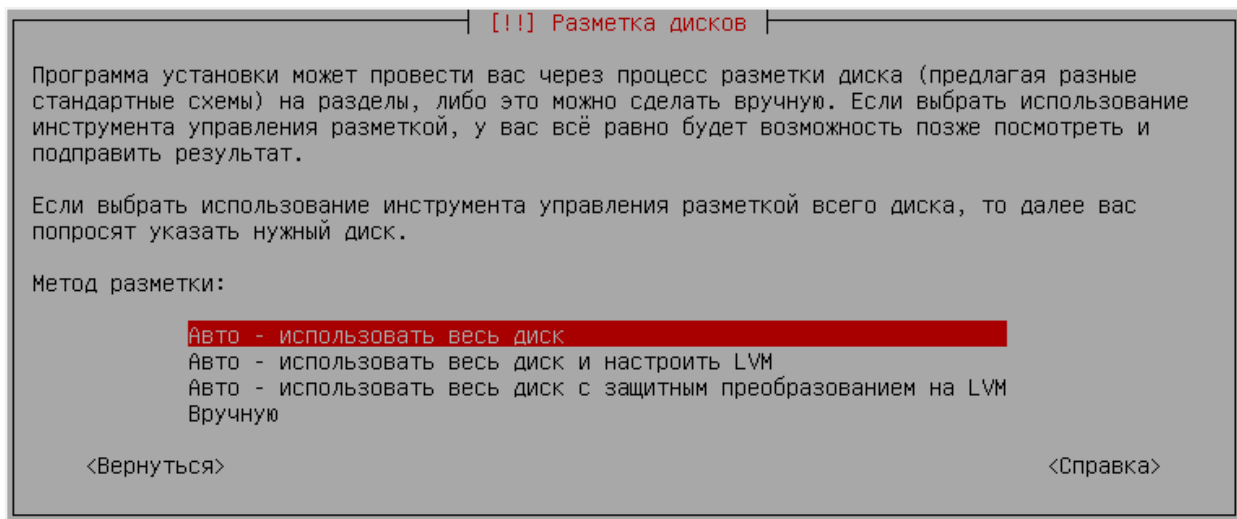 [!!] Разметка дисков
Программа установки может провести вас через процесс разметки диска (предлагая разные
стандартные схемы) на разделы, либо это можно сделать вручную. Если выбрать использование
инструмента управления разметкой, у вас всё равно будет возможность позже посмотреть и
подправить результат.
Если выбрать использование инструмента управления разметкой всего диска, то далее вас
попросят указать нужный диск.
Метод разметки:
Авто - использовать весь диск
Авто - использовать весь диск и настроить LVM
Авто - использовать весь диск с защитным преобразованием на LVM
Вручную
<Вернуться> <Справка>